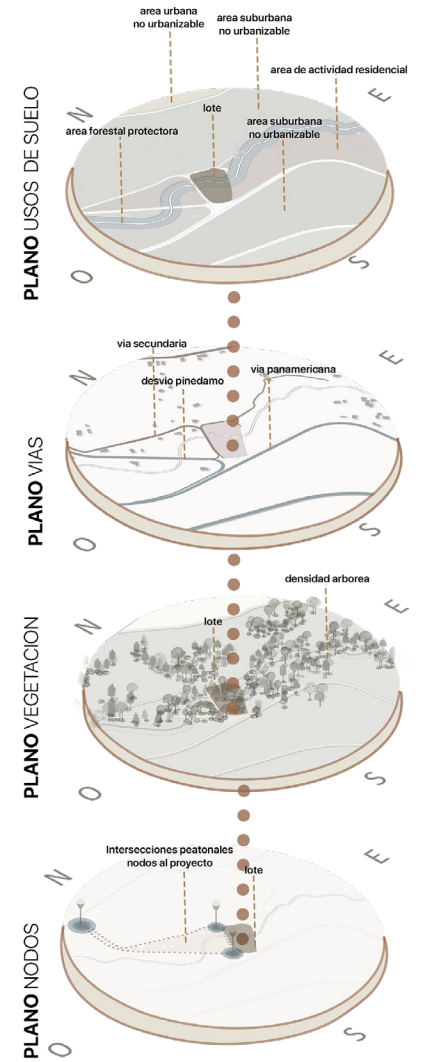 area urbana
no urbanizable
area suburbana
no urbanizable
area de actividad residencial
N
E
lote
area forestal protectora
area suburbana
no urbanizable
PLANO USOS DE SUELO
O
S
via secundaria
N
E
desvio pinedamo
via panamericana
PLANO VIAS
O
S
densidad arborea
N
E
lote
PLANO VEGETACION
O
S
Intersecciones peatonales
nodos al proyecto
N
E
lote
PLANO NODOS
O
S